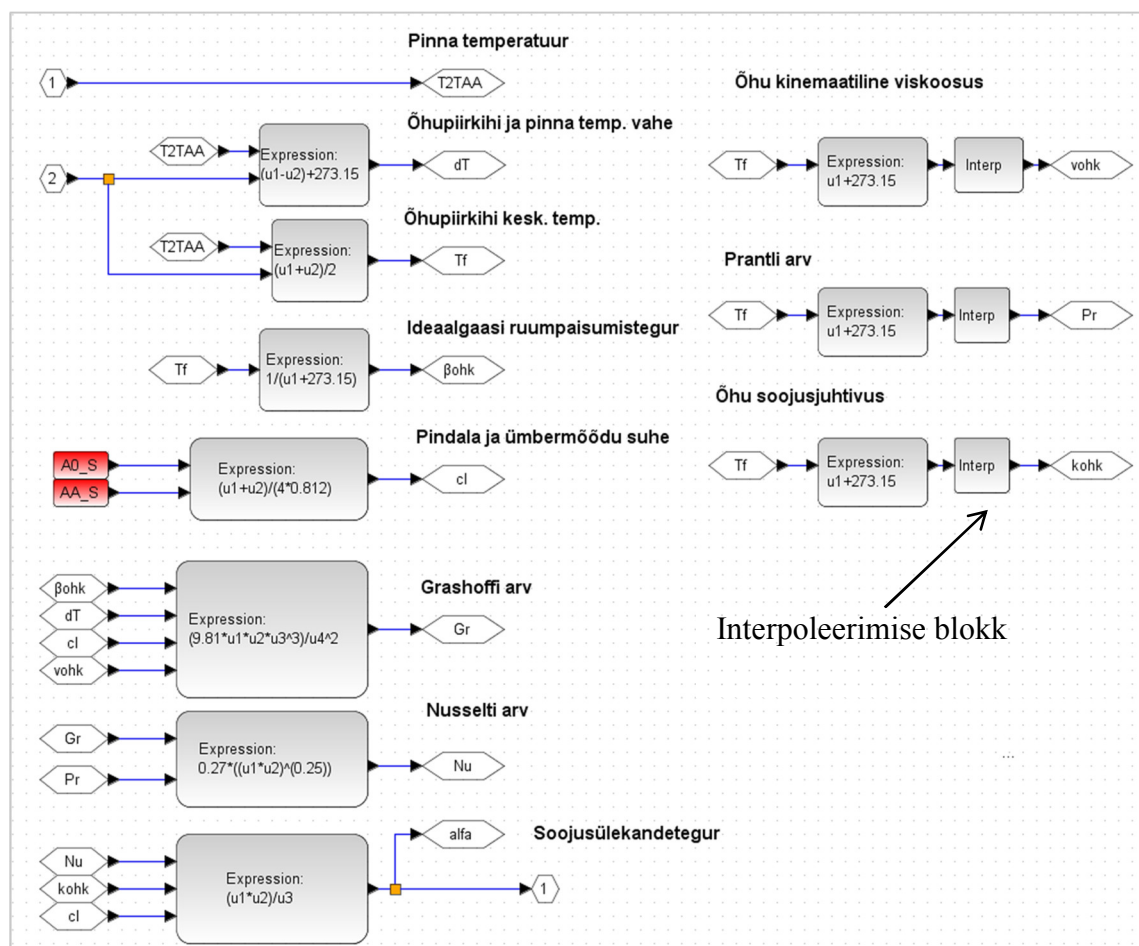 Pinna temperatuur
1
T2TAA
Õhupiirkihi ja pinna temp. vahe
T2TAA
2
Expression:
(u1-u2)+273.15
dT
Õhupiirkihi kesk. temp.
T2TAA
Expression:
(u1+u2)/2
Tf
Ideaalgaasi ruumpaisumistegur
Tf
Expression:
1/(u1+273.15)
βohk
Pindala ja ümbermõõdu suhe
A0_S
AA_S
Expression:
(u1+u2)/(4*0.812)
cl
Grashoffi arv
βohk
dT
cl
vohk
Expression:
(9.81*u1*u2*u3^3)/u4^2
Gr
Nusselti arv
Gr
Pr
Expression:
0.27*((u1*u2)^(0.25))
Nu
Soojusülekandetegur
Nu
kohk
cl
Expression:
(u1*u2)/u3
alfa
1
Õhu kinemaatiline viskoosus
Tf
Expression:
u1+273.15
Interp
vohk
Prantli arv
Tf
Expression:
u1+273.15
Interp
Pr
Õhu soojusjuhtivus
Tf
Expression:
u1+273.15
Interp
kohk
Interpoleerimise blokk
...